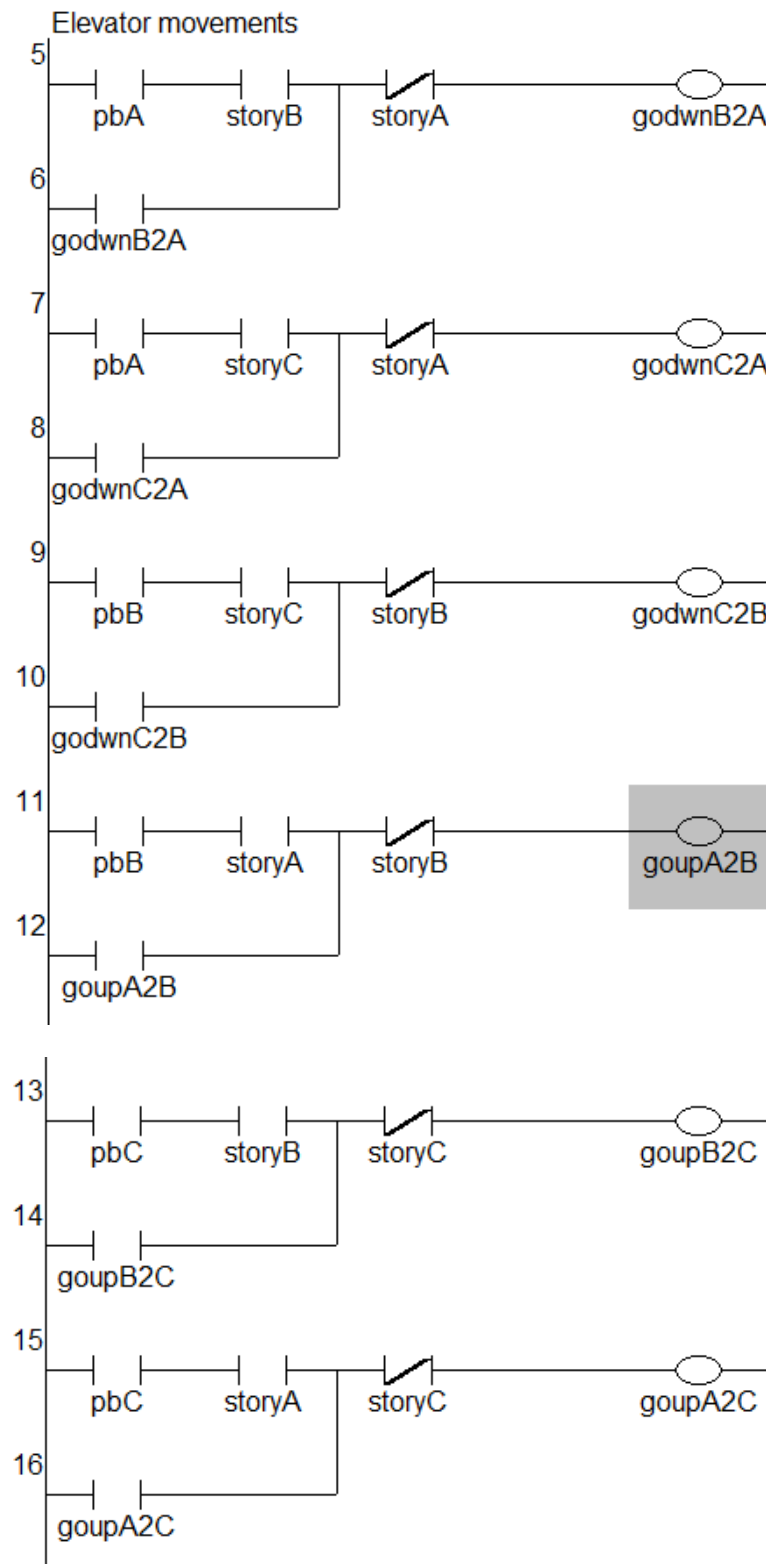 Elevator movements
5
pbA storyB storyA godwnB2A
6
godwnB2A
7
pbA storyC storyA godwnC2A
8
godwnC2A
9
pbB storyC storyB godwnC2B
10
godwnC2B
11
pbB storyA storyB goupA2B
12
goupA2B
13
pbC storyB storyC goupB2C
14
goupB2C
15
pbC storyA storyC goupA2C
16
goupA2C